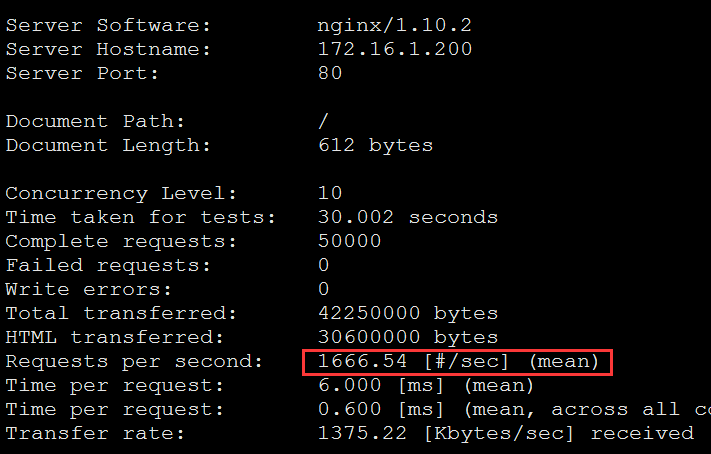 Server Software: nginx/1.10.2
Server Hostname: 172.16.1.200
Server Port: 80
Document Path: /
Document Length: 612 bytes
Concurrency Level: 10
Time taken for tests: 30.002 seconds
Complete requests: 50000
Failed requests: 0
Write errors: 0
Total transferred: 42250000 bytes
HTML transferred: 30600000 bytes
Requests per second: 1666.54 [#/sec] (mean)
Time per request: 6.000 [ms] (mean)
Time per request: 0.600 [ms] (mean, across all
Transfer rate: 1375.22 [Kbytes/sec] received